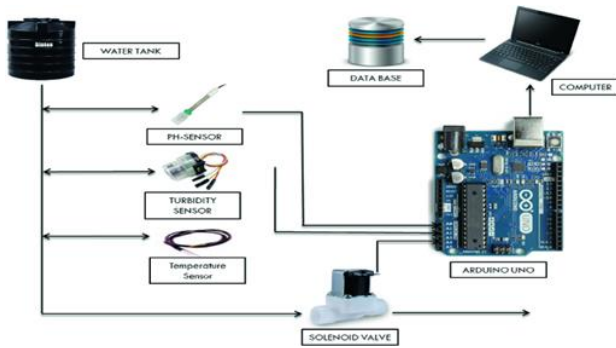 WATER TANK
DATA BASE
COMPUTER
PH-SENSOR
TURBIDITY
SENSOR
Temperature
Sensor
ARDUINO UNO
SOLENOID VALVE